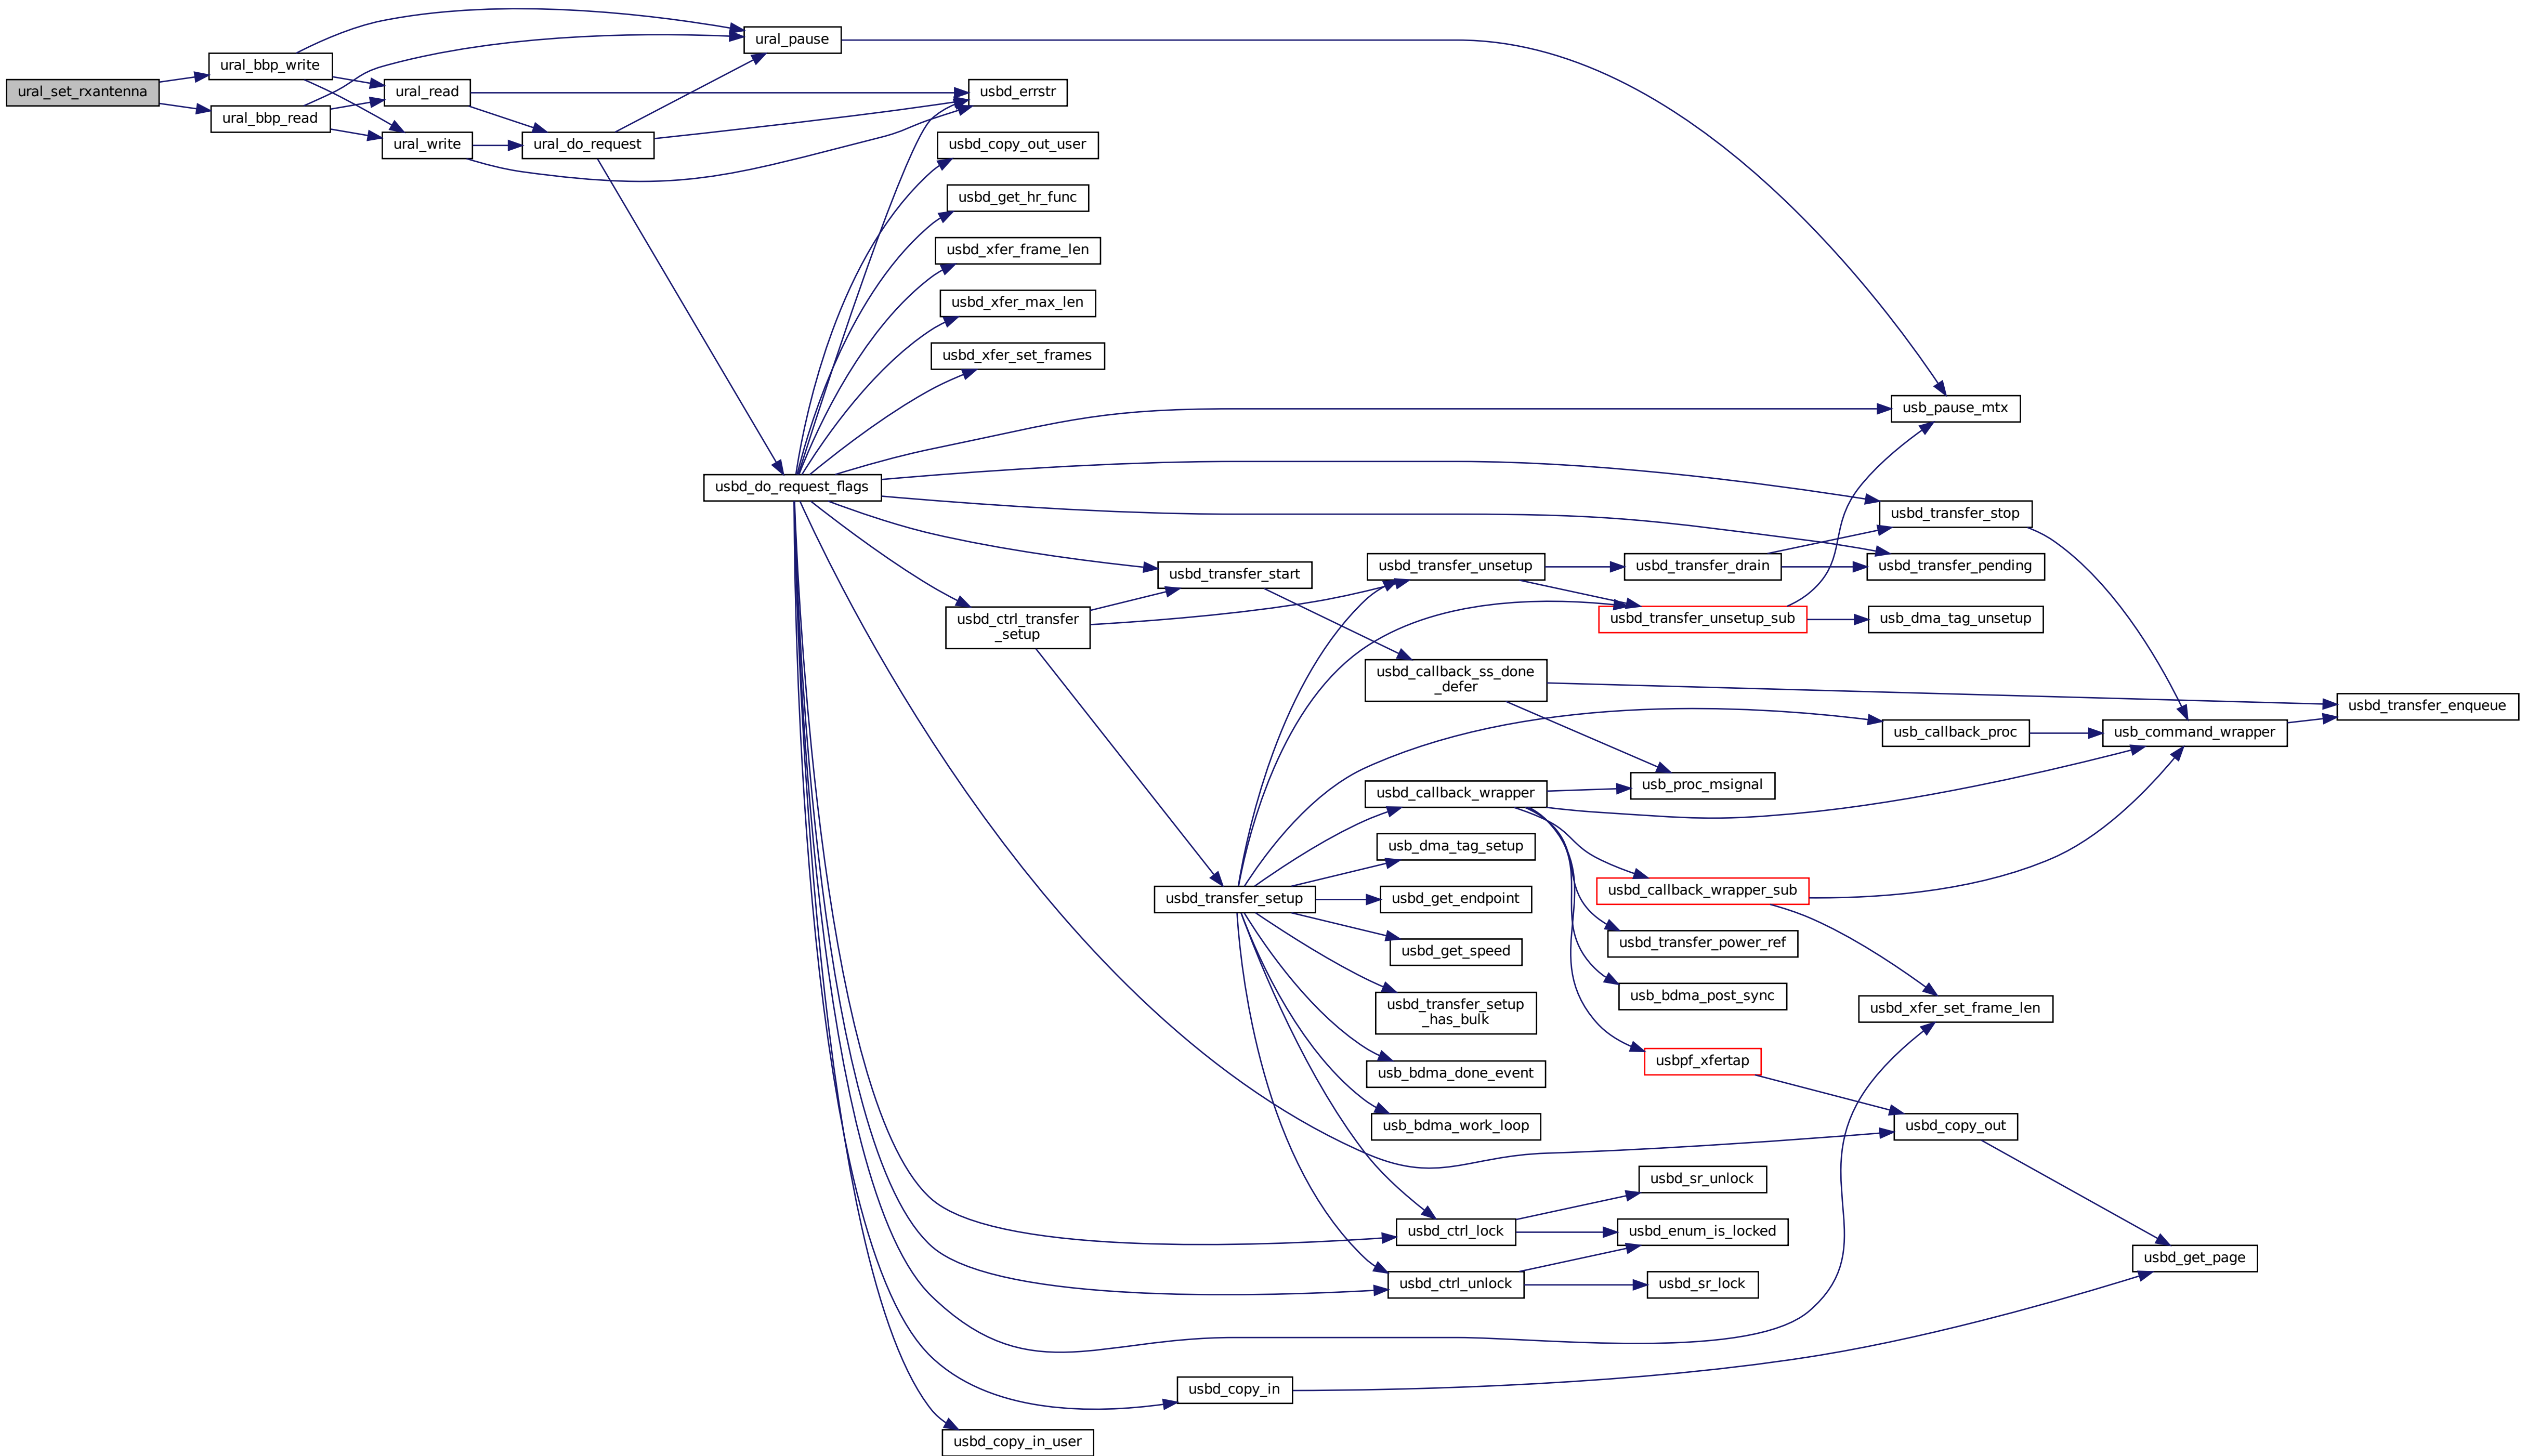 ural_set_rxantenna
ural_bbp_write
ural_bbp_read
ural_read
ural_write
ural_do_request
ural_pause
usbd_errstr
usbd_copy_out_user
usbd_get_hr_func
usbd_xfer_frame_len
usbd_xfer_max_len
usbd_xfer_set_frames
usb_pause_mtx
usbd_do_request_flags
usbd_transfer_stop
usbd_transfer_start
usbd_transfer_unsetup
usbd_transfer_drain
usbd_transfer_pending
usbd_ctrl_transfer
_setup
usbd_transfer_unsetup_sub
usb_dma_tag_unsetup
usbd_callback_ss_done
_defer
usbd_transfer_enqueue
usb_callback_proc
usb_command_wrapper
usb_proc_msignal
usbd_callback_wrapper
usb_dma_tag_setup
usbd_transfer_setup
usbd_get_endpoint
usbd_callback_wrapper_sub
usbd_get_speed
usbd_transfer_power_ref
usbd_transfer_setup
_has_bulk
usb_bdma_post_sync
usbd_xfer_set_frame_len
usb_bdma_done_event
usbpf_xfertap
usb_bdma_work_loop
usbd_copy_out
usbd_sr_unlock
usbd_ctrl_lock
usbd_enum_is_locked
usbd_get_page
usbd_ctrl_unlock
usbd_sr_lock
usbd_copy_in
usbd_copy_in_user